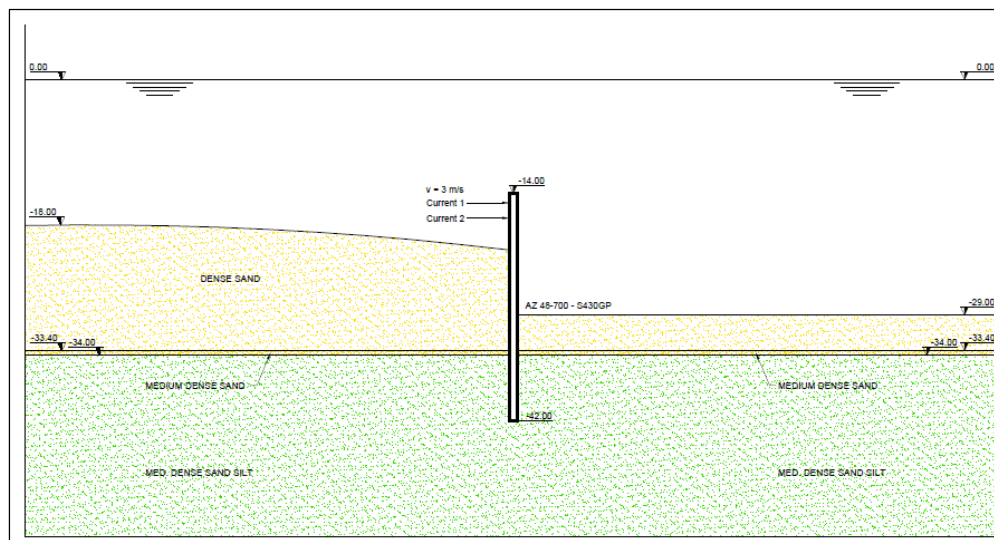 0.00
0.00
-14.00
v = 3 m/s
Current 1
Current 2
-18.00
DENSE SAND
AZ 48-700 - S430GP
-29.00
-33.40
-34.00
-34.00
-33.40
MEDIUM DENSE SAND
MEDIUM DENSE SAND
-42.00
MED. DENSE SAND SILT
MED. DENSE SAND SILT